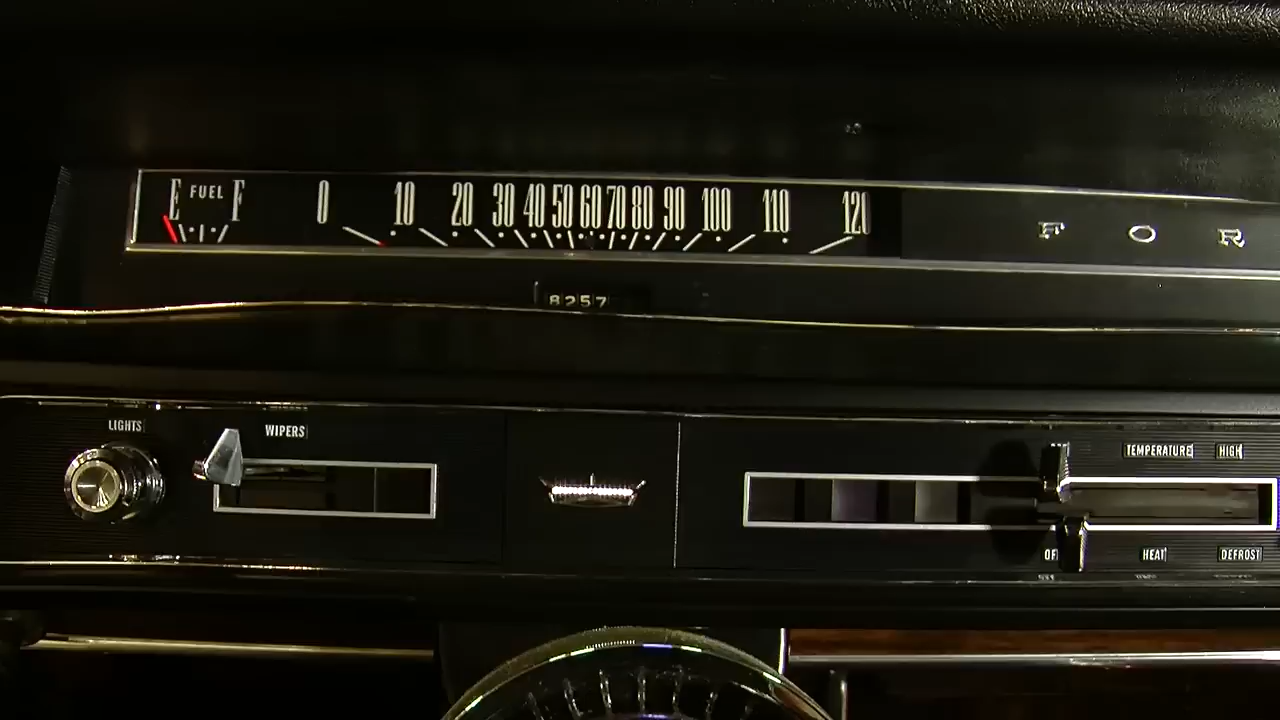 E FUEL F 0 10 20 30 40 50 60 70 80 90 100 110 120
F O R
8257
LIGHTS WIPERS TEMPERATURE HIGH
OF HEAT DEFROST